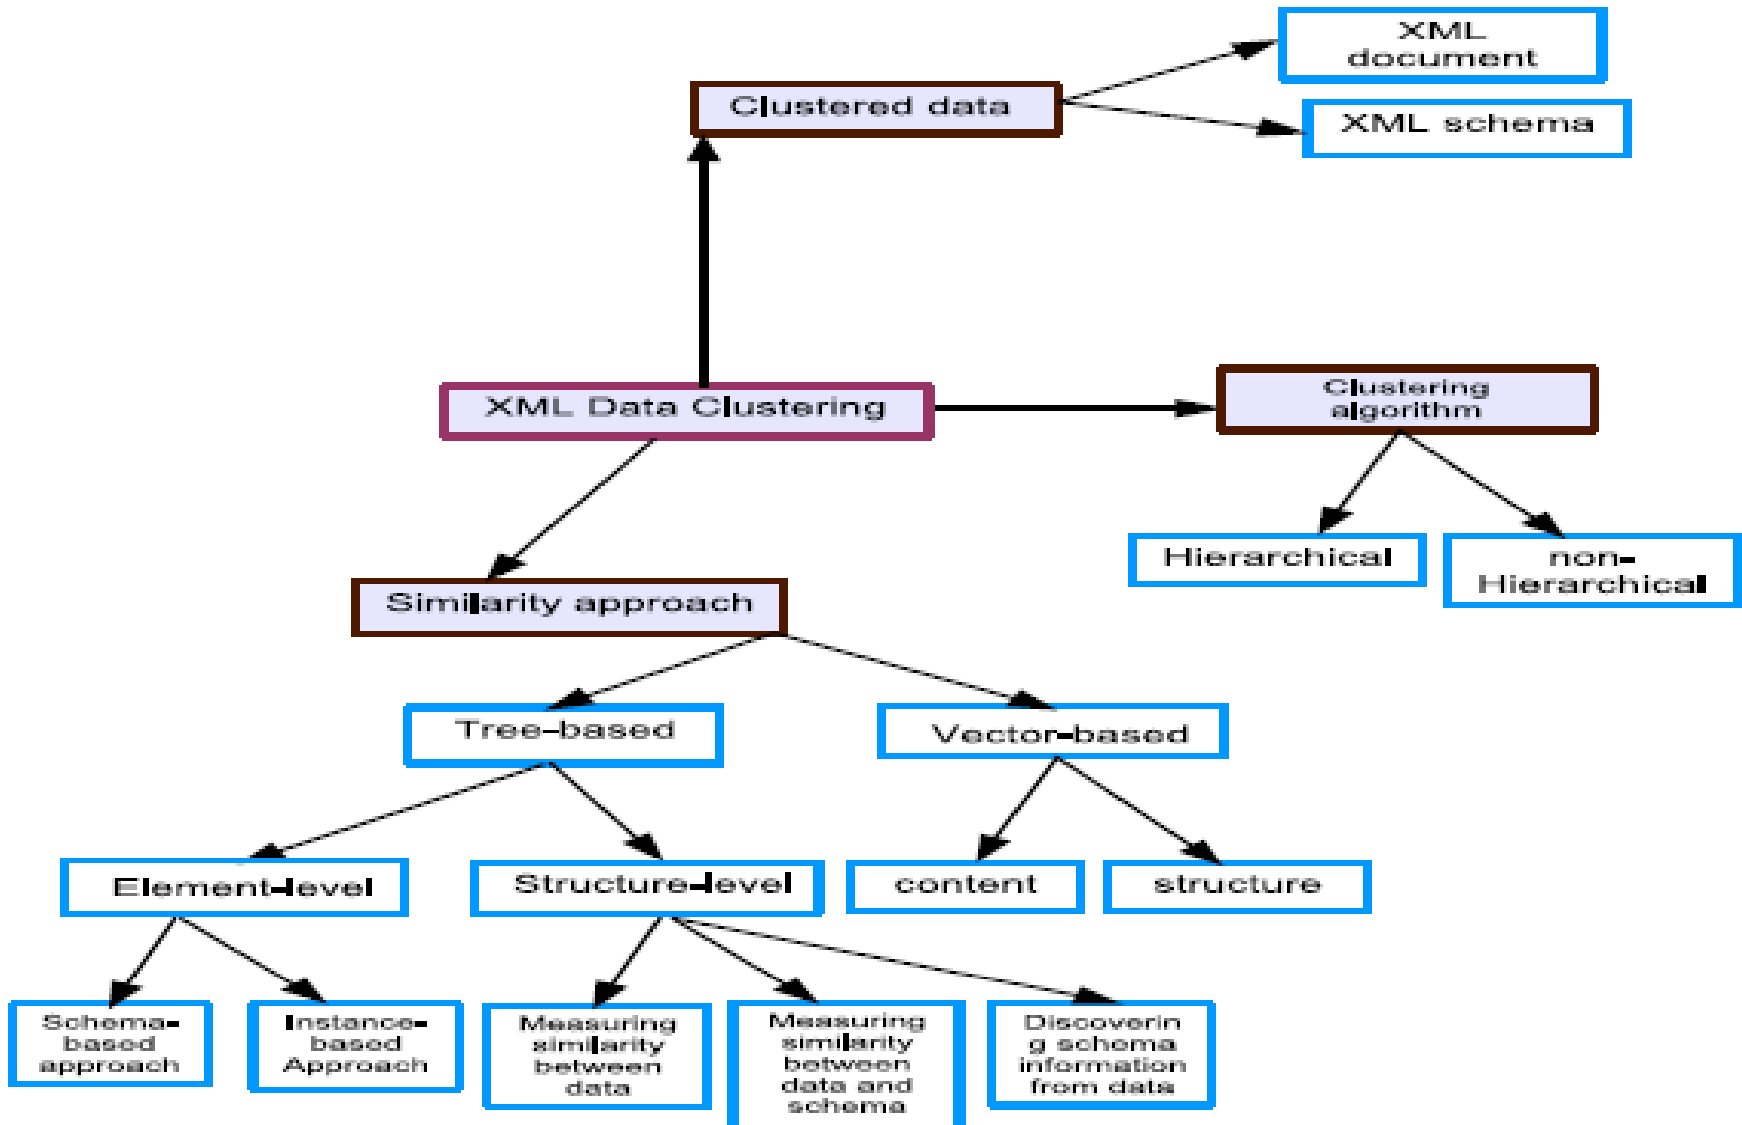 XML
document
Clustered data
XML schema
Clustering
algorithm
XML Data Clustering
Hierarchical
non-
Hierarchical
Similarity approach
Tree-based
Vector-based
Element-level
Structure-level
content
structure
Schema-
based
approach
Instance-
based
Approach
Measuring
similarity
between
data
Measuring
similarity
between
data and
schema
Discoverin
g schema
information
from data